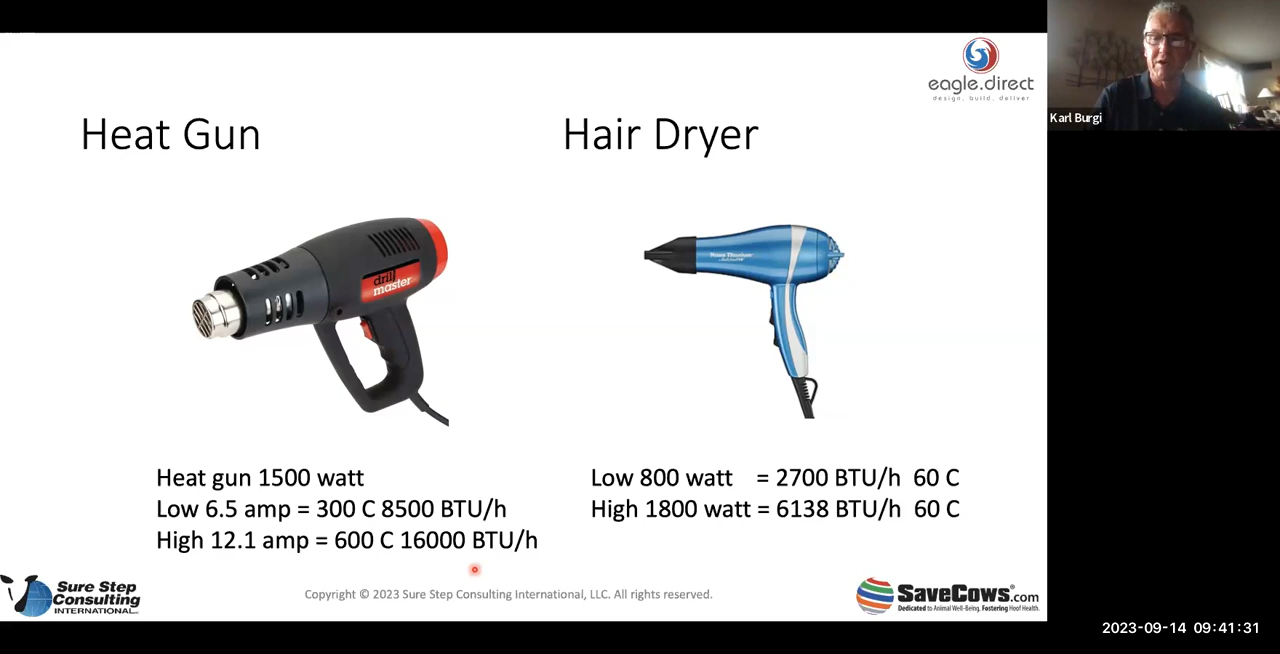 eagle.direct
design. build. deliver
Karl Burgi
Heat Gun
Hair Dryer
drill
master
Nano Titanium
Heat gun 1500 watt
Low 6.5 amp = 300 C 8500 BTU/h
High 12.1 amp = 600 C 16000 BTU/h
Low 800 watt = 2700 BTU/h 60 C
High 1800 watt = 6138 BTU/h 60 C
Sure Step
Consulting
INTERNATIONAL
Copyright © 2023 Sure Step Consulting International, LLC. All rights reserved.
SaveCows®.com
Dedicated to Animal Well-Being. Fostering Hoof Health.
2023-09-14 09:41:31